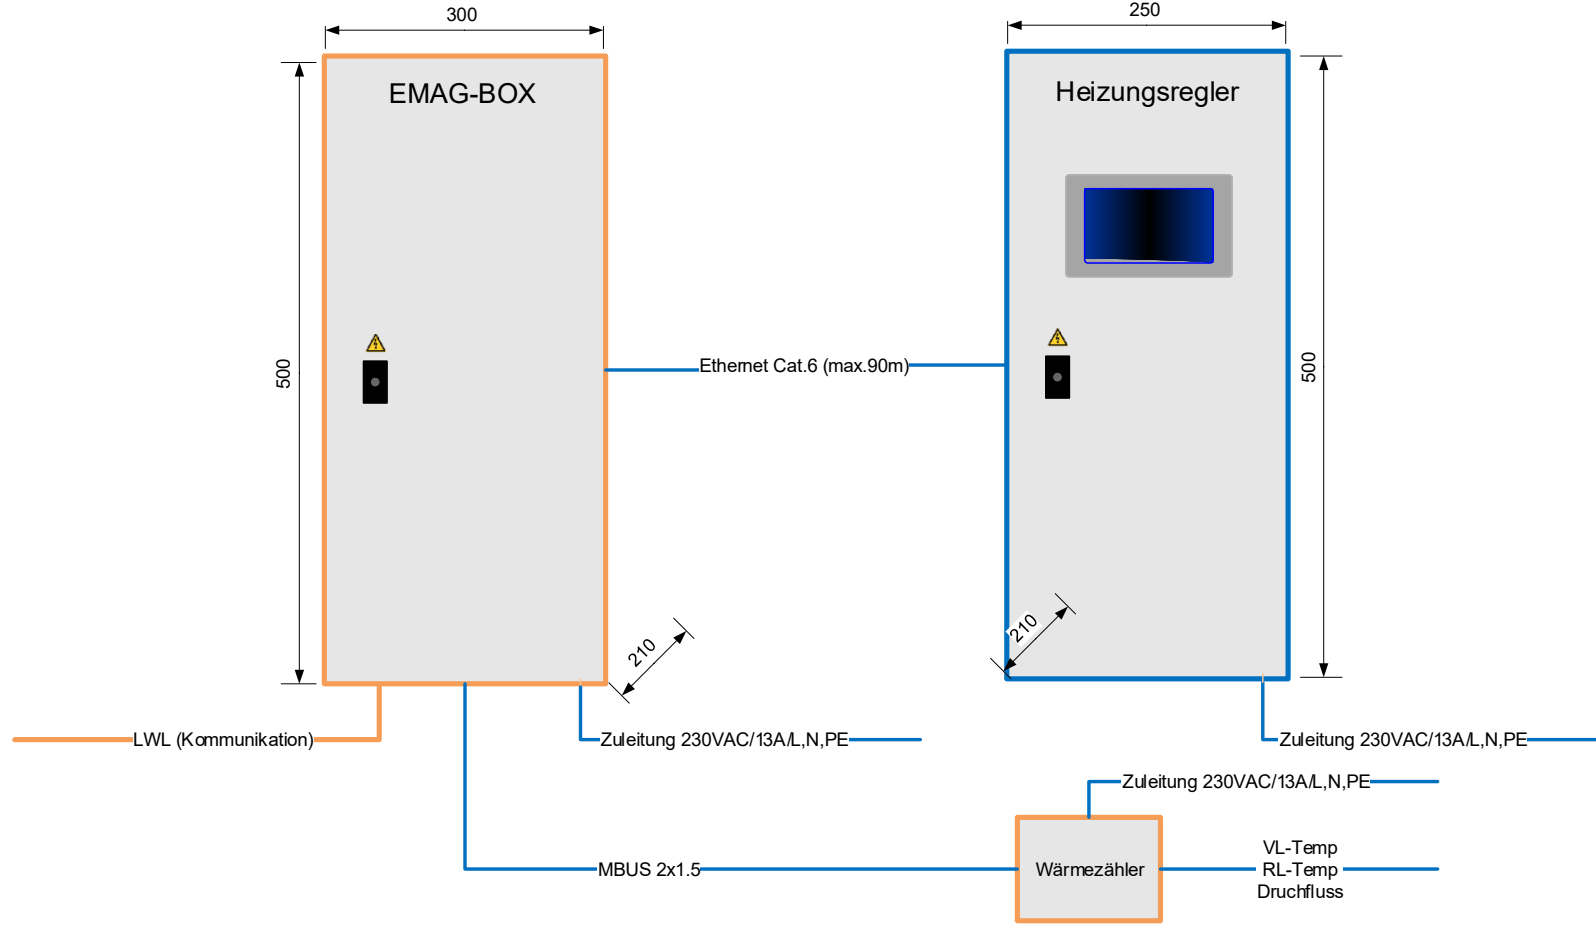 300
250
EMAG-BOX
Heizungsregler
500
Ethernet Cat.6 (max.90m)
500
210
210
LWL (Kommunikation)
Zuleitung 230VAC/13A/L,N,PE
Zuleitung 230VAC/13A/L,N,PE
Zuleitung 230VAC/13A/L,N,PE
MBUS 2x1.5
Wärmezähler
VL-Temp
RL-Temp
Druchfluss